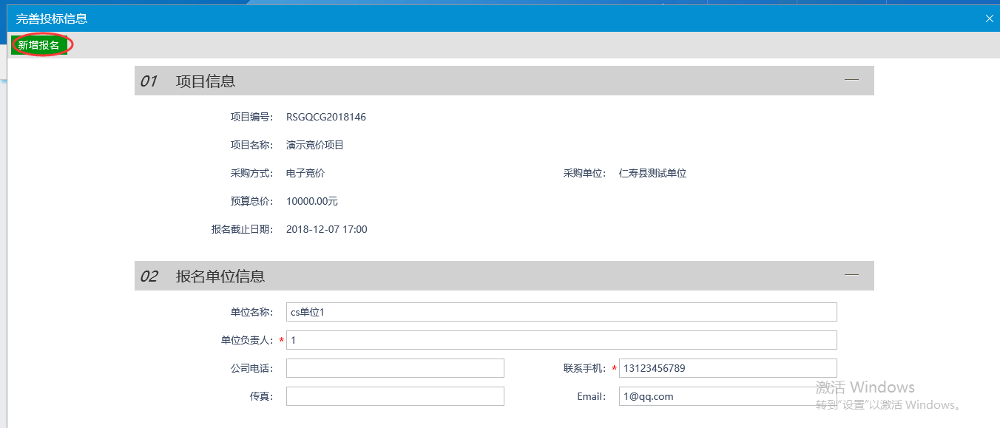 完善投标信息
新增报名
01 项目信息
项目编号： RSGQCG2018146
项目名称： 演示竞价项目
采购方式： 电子竞价 采购单位： 仁寿县测试单位
预算总价： 10000.00元
报名截止日期： 2018-12-07 17:00
02 报名单位信息
单位名称： cs单位1
单位负责人：* 1
公司电话： 联系手机：* 13123456789
传真： Email： 1@qq.com
激活 Windows
转到"设置"以激活 Windows。